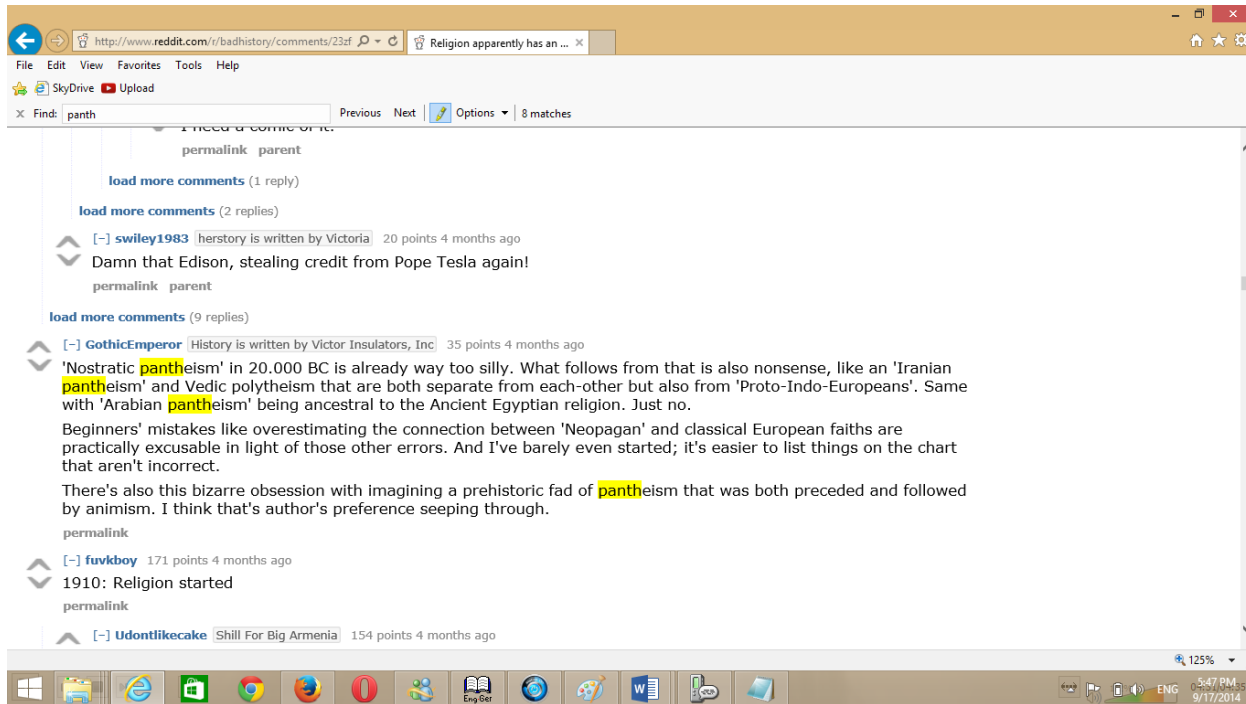 http://www.reddit.com/r/badhistory/comments/23zf
Religion apparently has an ...
File Edit View Favorites Tools Help
SkyDrive Upload
Find: panth Previous Next Options 8 matches
I need a comic of it.
permalink parent
load more comments (1 reply)
load more comments (2 replies)
[-] swiley1983 herstory is written by Victoria 20 points 4 months ago
Damn that Edison, stealing credit from Pope Tesla again!
permalink parent
load more comments (9 replies)
[-] GothicEmperor History is written by Victor Insulators, Inc 35 points 4 months ago
'Nostratic pantheism' in 20.000 BC is already way too silly. What follows from that is also nonsense, like an 'Iranian
pantheism' and Vedic polytheism that are both separate from each-other but also from 'Proto-Indo-Europeans'. Same
with 'Arabian pantheism' being ancestral to the Ancient Egyptian religion. Just no.
Beginners' mistakes like overestimating the connection between 'Neopagan' and classical European faiths are
practically excusable in light of those other errors. And I've barely even started; it's easier to list things on the chart
that aren't incorrect.
There's also this bizarre obsession with imagining a prehistoric fad of pantheism that was both preceded and followed
by animism. I think that's author's preference seeping through.
permalink
[-] fuvkboy 171 points 4 months ago
1910: Religion started
permalink
[-] Udontlikecake Shill For Big Armenia 154 points 4 months ago
125%
Eng Ger
ENG
5:47 PM
9/17/2014